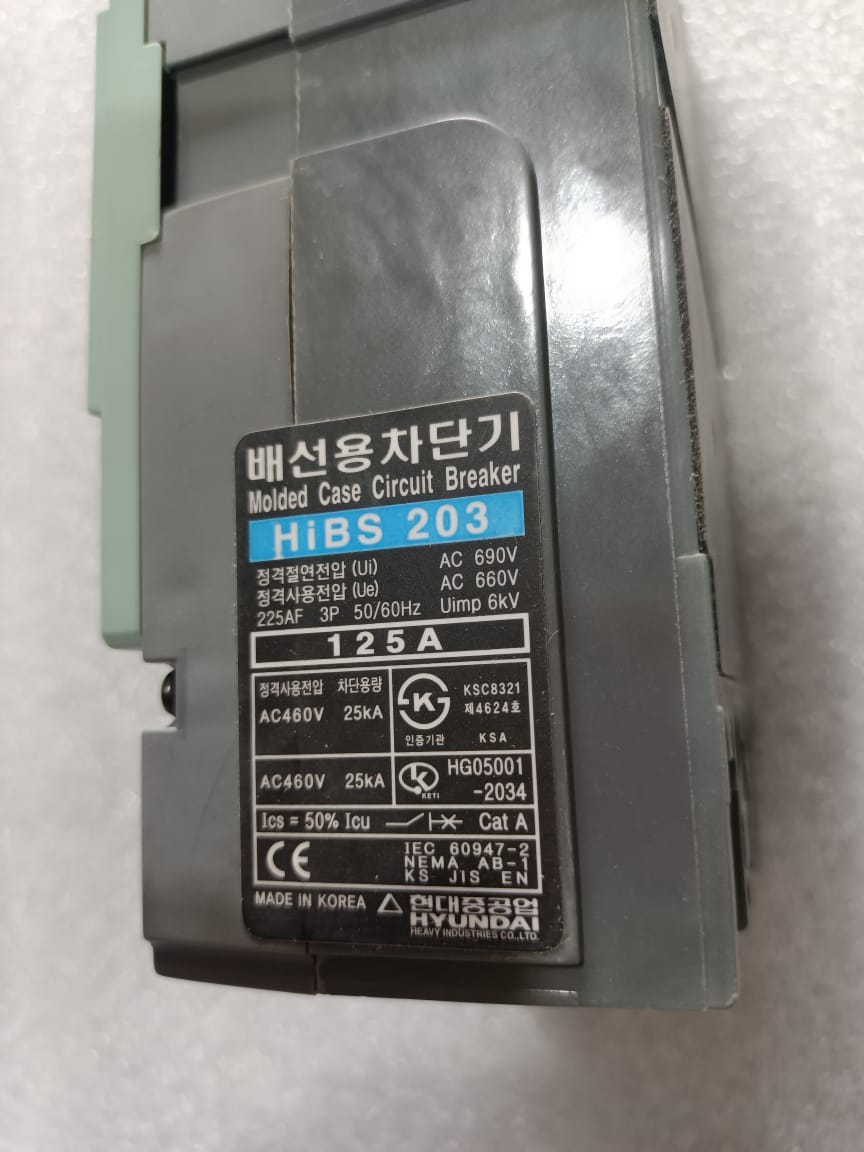 배선용차단기
Molded Case Circuit Breaker
HiBS 203
정격절연전압 (Ui) AC 690V
정격사용전압 (Ue) AC 660V
225AF 3P 50/60Hz Uimp 6kV
125A
정격사용전압 차단용량
AC460V 25kA
K
KSC8321
제4624호
인증기관 KSA
AC460V 25kA
K
KETI
HG05001
-2034
Ics = 50% Icu Cat A
CE
IEC 60947-2
NEMA AB-1
KS JIS EN
MADE IN KOREA
현대중공업
HYUNDAI
HEAVY INDUSTRIES CO.,LTD.